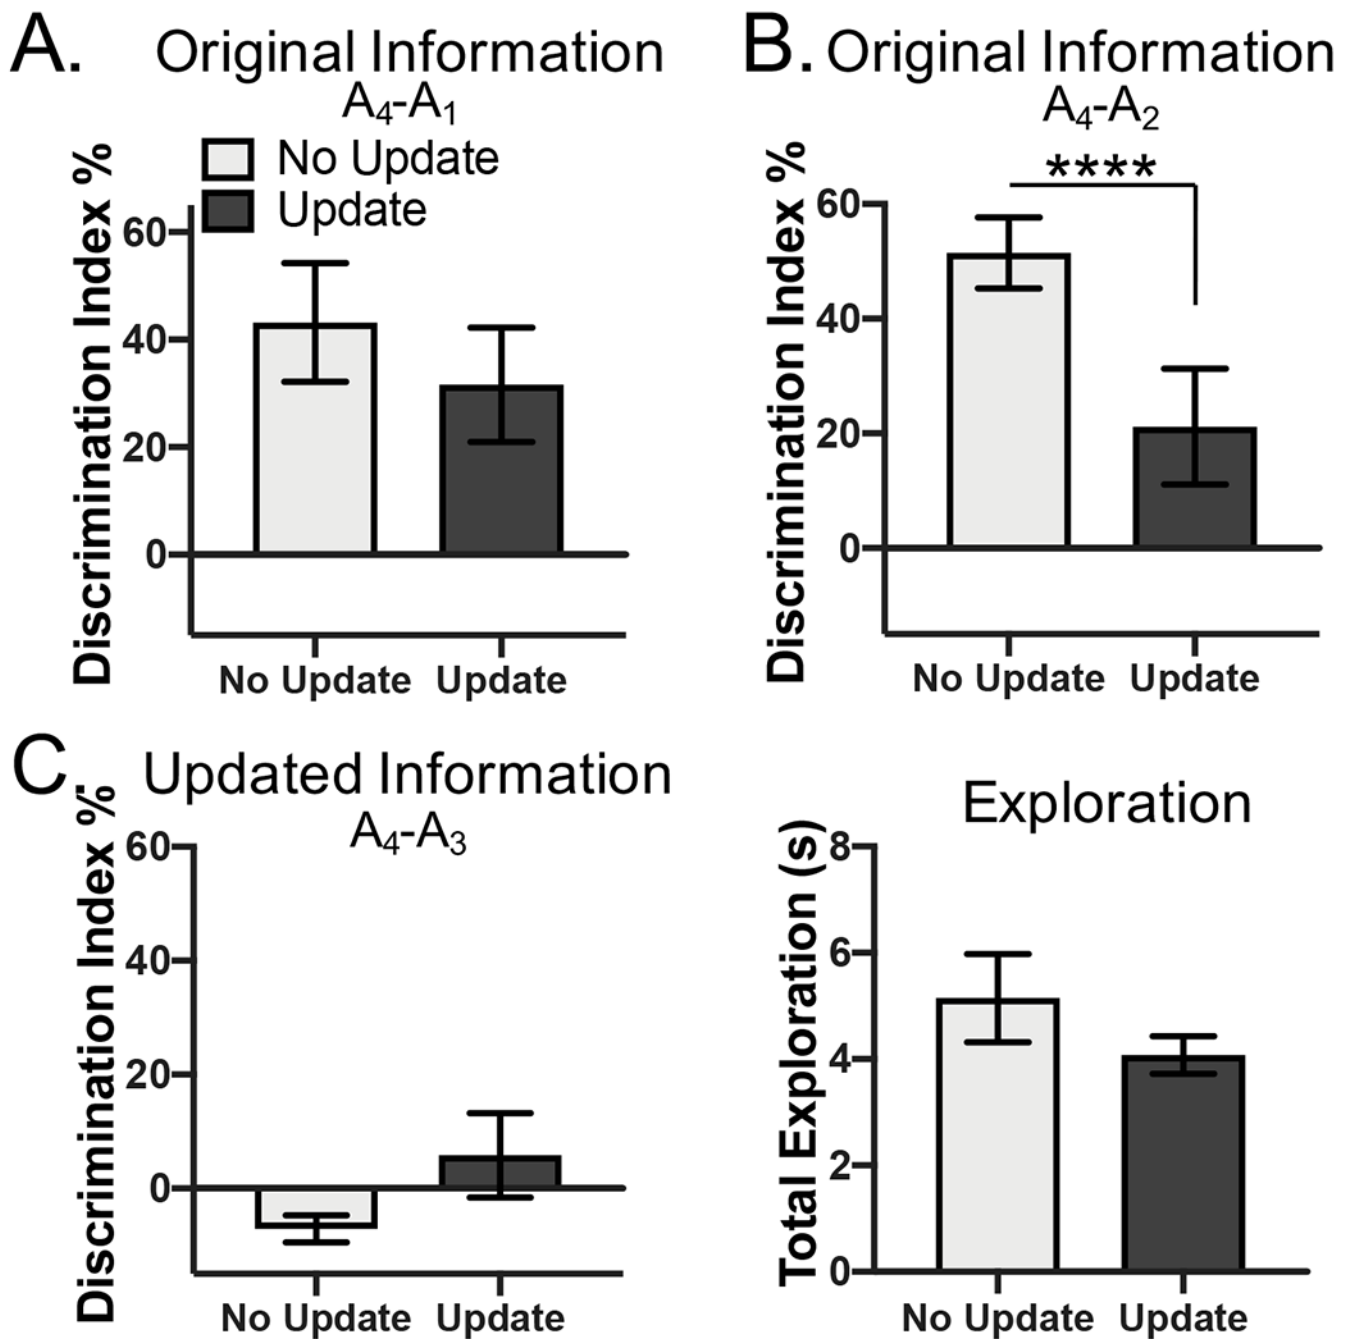 A. Original Information
A₄-A₁
No Update
Update
Discrimination Index %
60
40
20
0
No Update Update
B. Original Information
A₄-A₂
****
Discrimination Index %
60
40
20
0
No Update Update
C. Updated Information
A₄-A₃
Discrimination Index %
60
40
20
0
No Update Update
Exploration
Total Exploration (s)
8
6
4
2
0
No Update Update